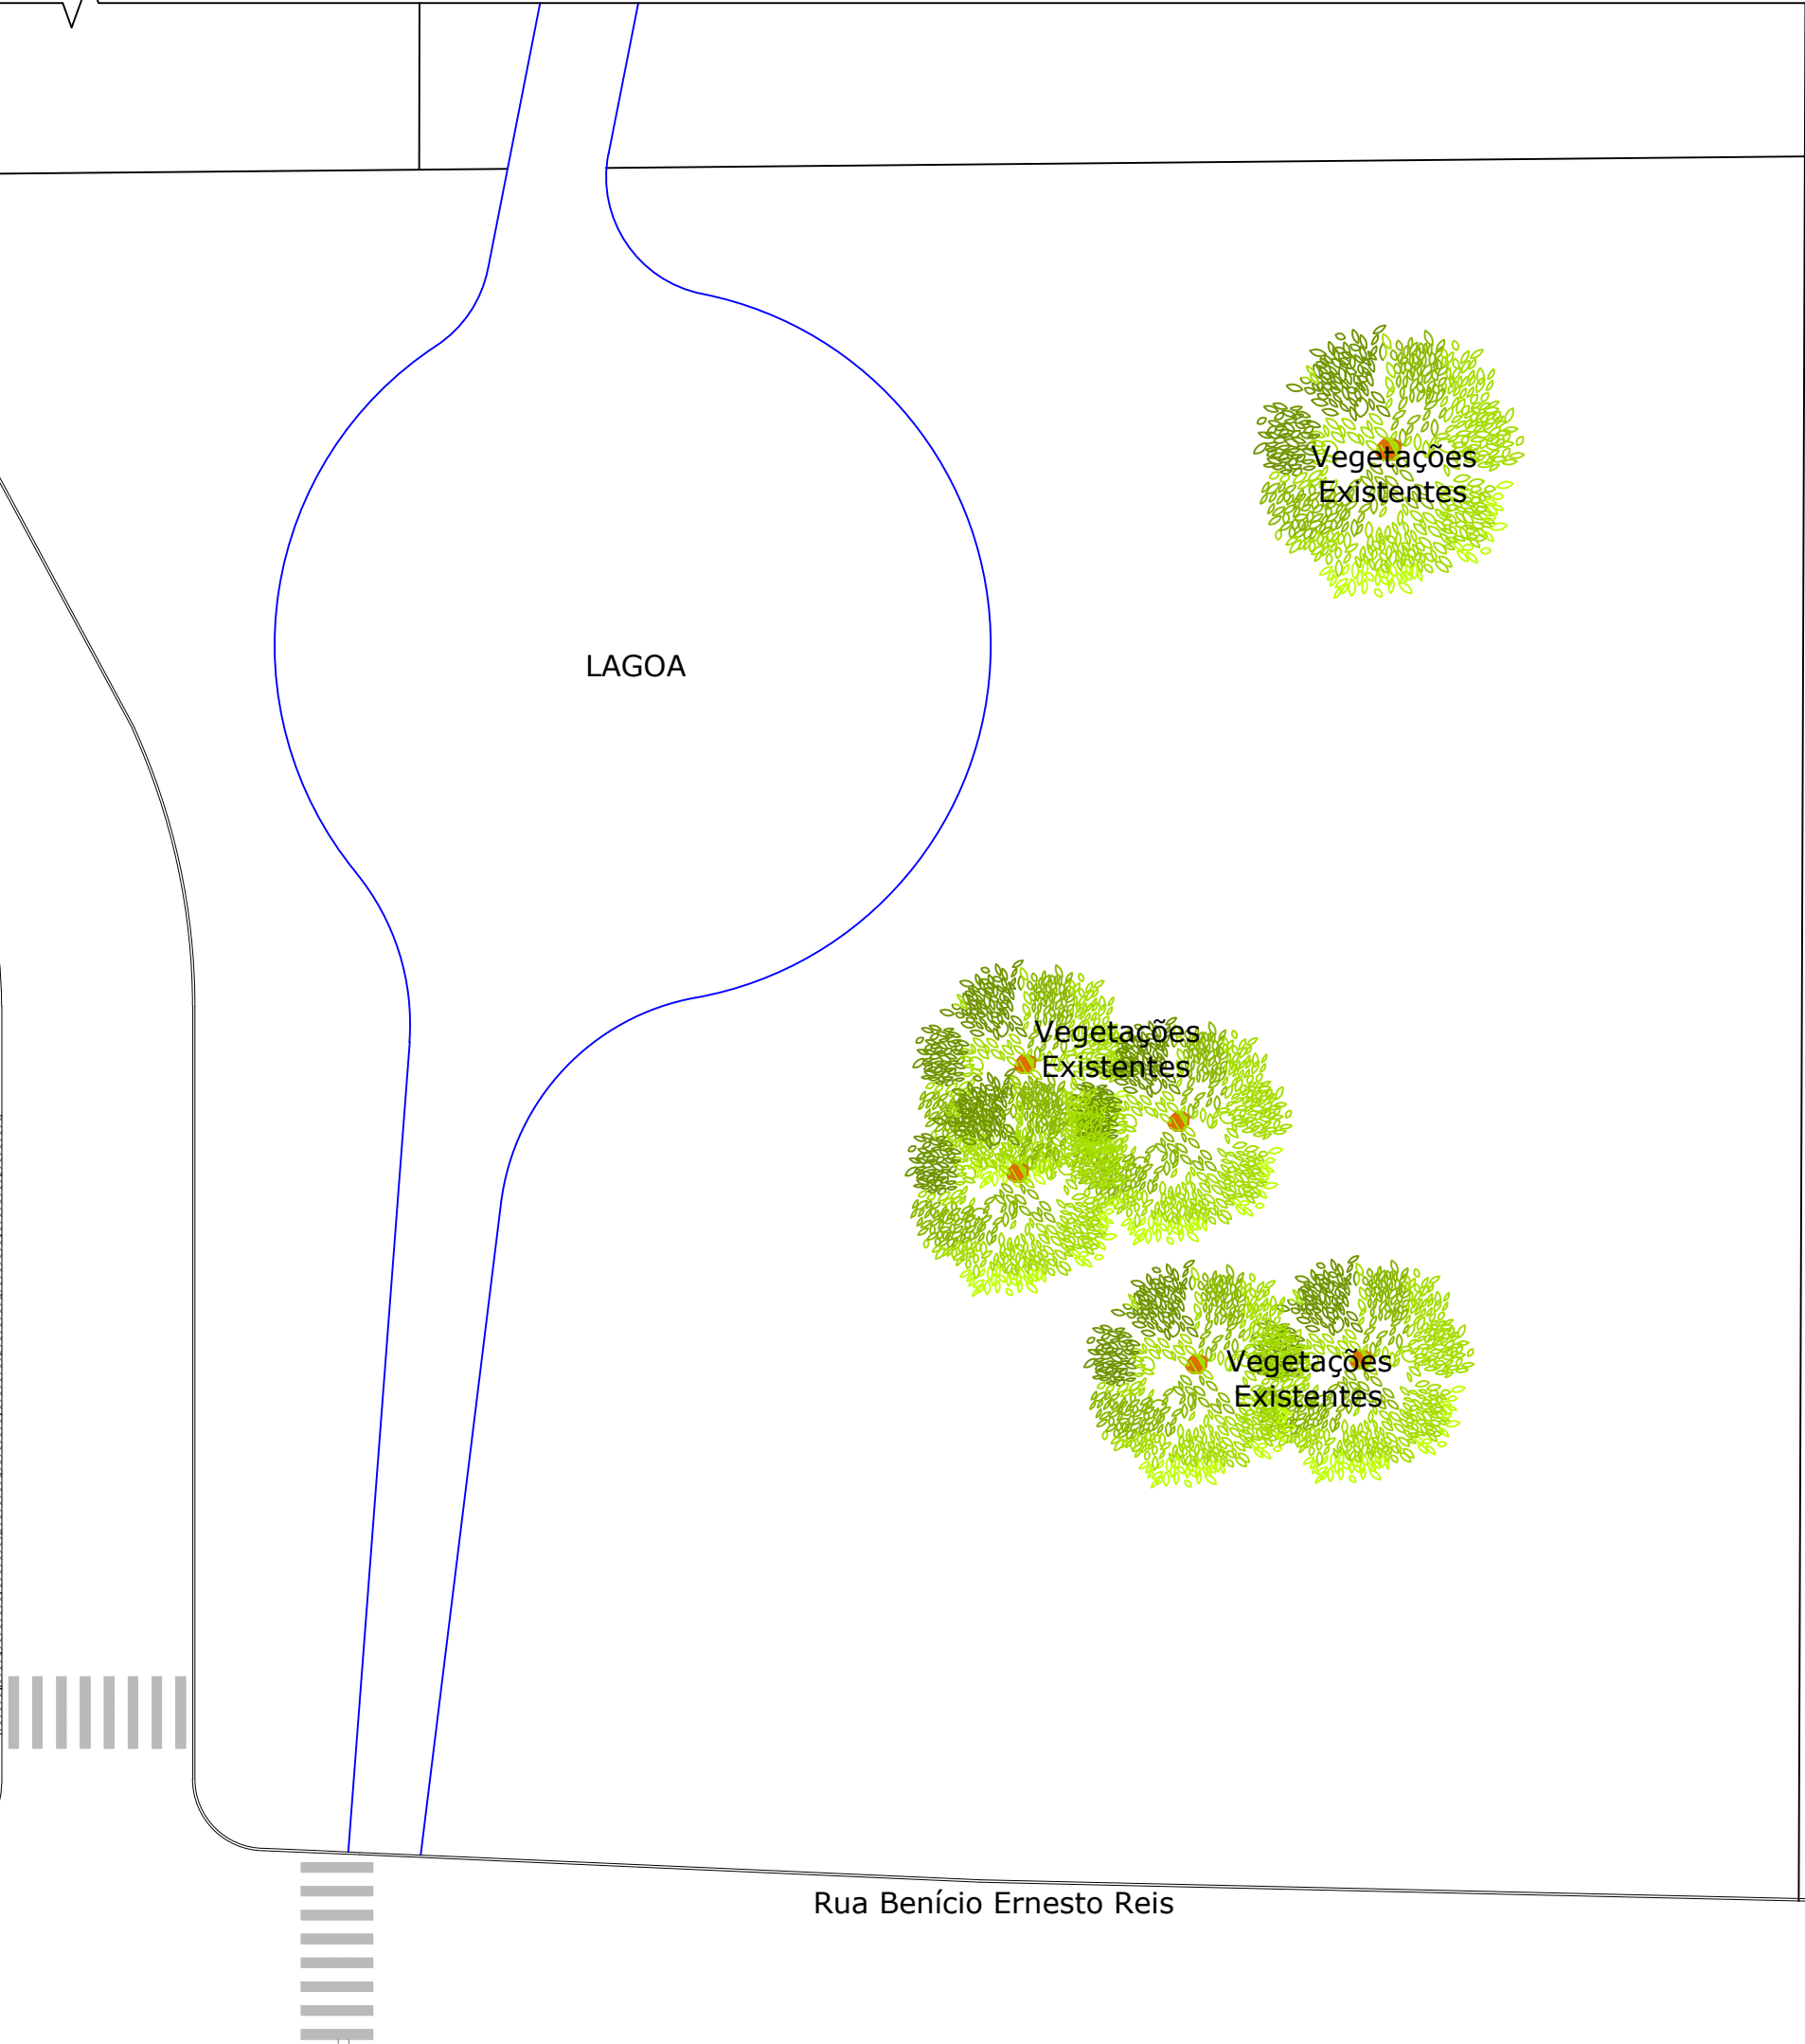 Vegetações
Existentes
LAGOA
Vegetações
Existentes
Vegetações
Existentes
Rua Benício Ernesto Reis